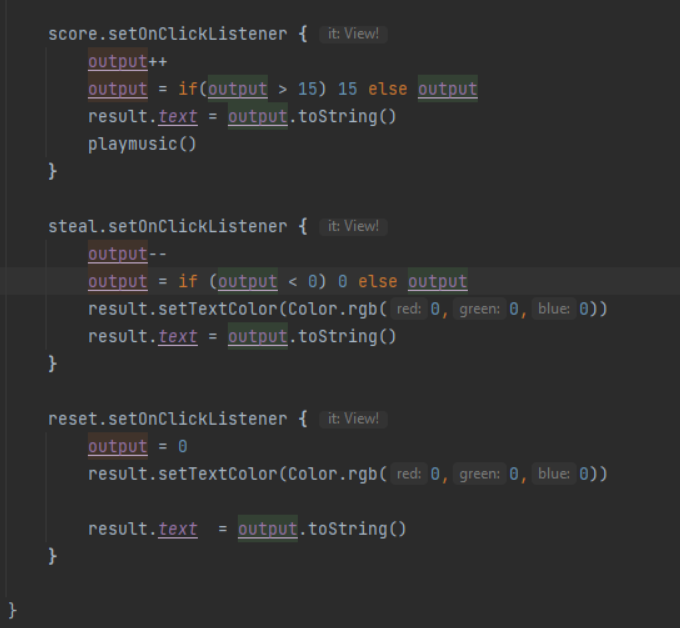 score.setOnClickListener { it: View!
output++
output = if(output > 15) 15 else output
result.text = output.toString()
playmusic()
}
steal.setOnClickListener { it: View!
output--
output = if (output < 0) 0 else output
result.setTextColor(Color.rgb( red: 0, green: 0, blue: 0))
result.text = output.toString()
}
reset.setOnClickListener { it: View!
output = 0
result.setTextColor(Color.rgb( red: 0, green: 0, blue: 0))
result.text  = output.toString()
}
}